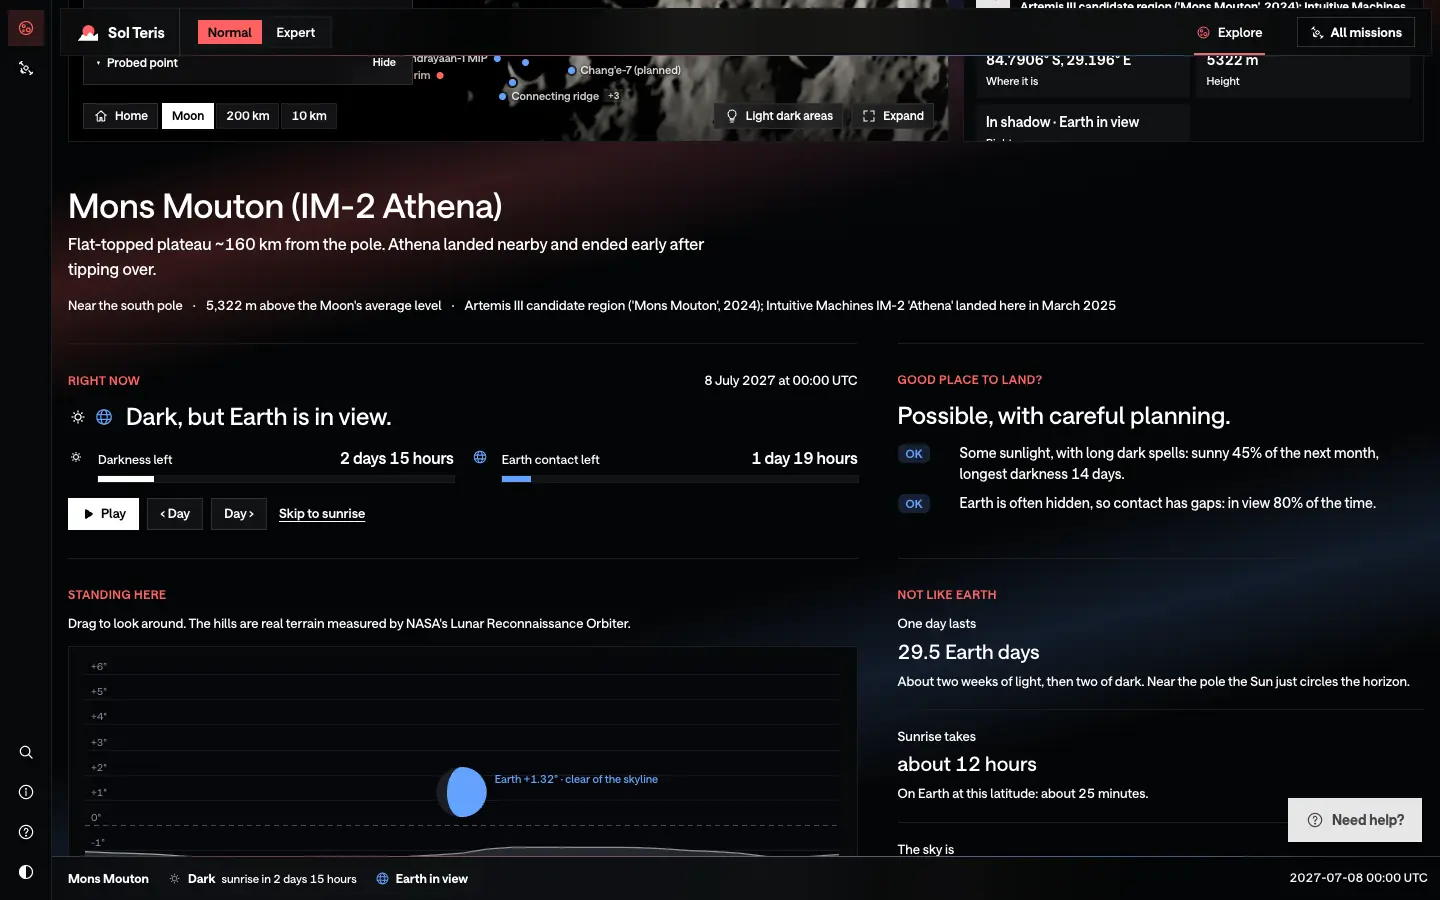 Artemis III candidate region ('Mons Mouton', 2024); Intuitive Machines
Sol Teris
Normal
Expert
Explore
All missions
Probed point
Hide
Chang'e-7 (planned)
rim
Connecting ridge +3
84.7906° S, 29.196° E
Where it is
5322 m
Height
Home
Moon
200 km
10 km
Light dark areas
Expand
In shadow · Earth in view
Mons Mouton (IM-2 Athena)
Flat-topped plateau ~160 km from the pole. Athena landed nearby and ended early after
tipping over.
Near the south pole · 5,322 m above the Moon's average level · Artemis III candidate region ('Mons Mouton', 2024); Intuitive Machines IM-2 'Athena' landed here in March 2025
RIGHT NOW
8 July 2027 at 00:00 UTC
Dark, but Earth is in view.
Darkness left
2 days 15 hours
Earth contact left
1 day 19 hours
Play
‹ Day
Day ›
Skip to sunrise
GOOD PLACE TO LAND?
Possible, with careful planning.
OK
Some sunlight, with long dark spells: sunny 45% of the next month,
longest darkness 14 days.
OK
Earth is often hidden, so contact has gaps: in view 80% of the time.
STANDING HERE
Drag to look around. The hills are real terrain measured by NASA's Lunar Reconnaissance Orbiter.
+6°
+5°
+4°
+3°
+2°
+1°
0°
-1°
Earth +1.32° · clear of the skyline
NOT LIKE EARTH
One day lasts
29.5 Earth days
About two weeks of light, then two of dark. Near the pole the Sun just circles the horizon.
Sunrise takes
about 12 hours
On Earth at this latitude: about 25 minutes.
The sky is
Need help?
Mons Mouton
Dark sunrise in 2 days 15 hours
Earth in view
2027-07-08 00:00 UTC